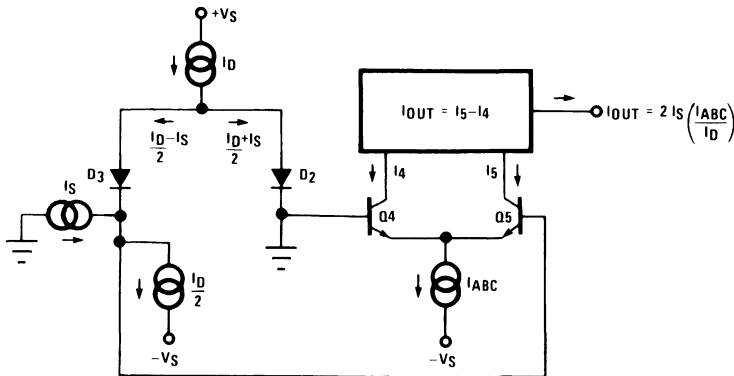 +VS
ID
ID/2 –IS
ID/2 +IS
IOUT = I5–I4
IOUT = 2 IS (IABC/ID)
D3
D2
I4
I5
IS
Q4
Q5
ID/2
IABC
–VS
–VS